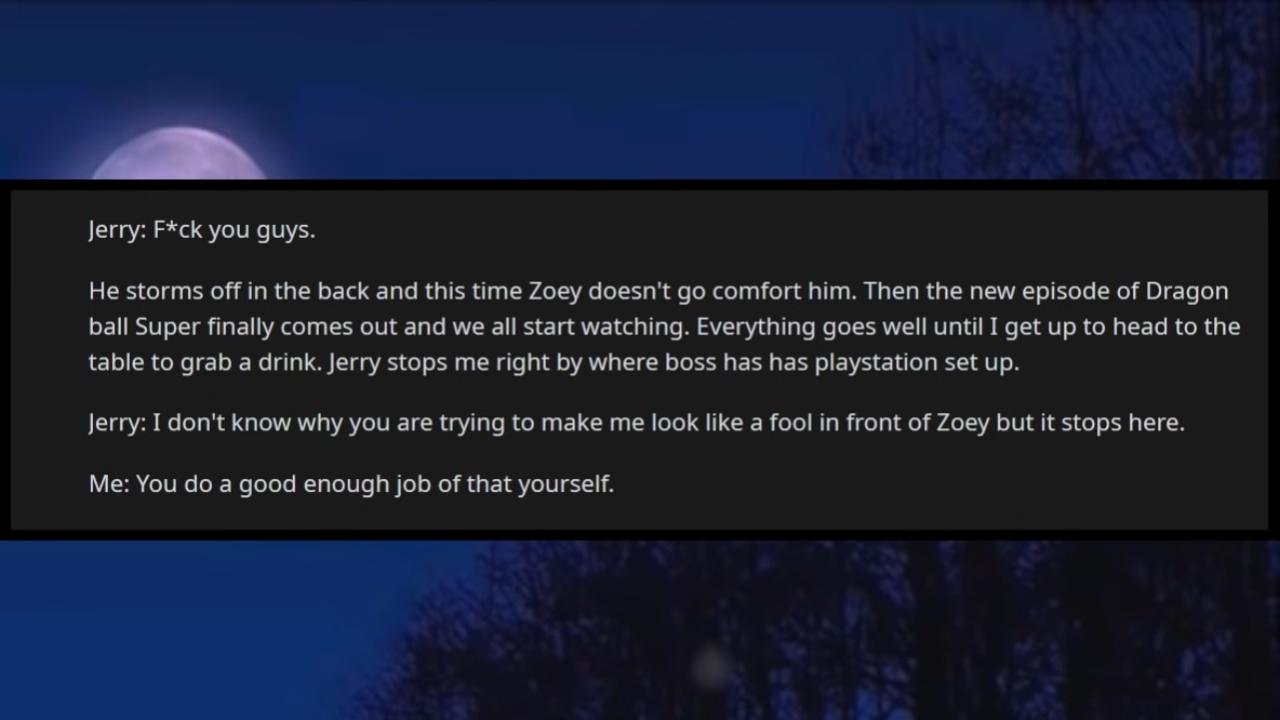 Jerry: F*ck you guys.
He storms off in the back and this time Zoey doesn't go comfort him. Then the new episode of Dragon
ball Super finally comes out and we all start watching. Everything goes well until I get up to head to the
table to grab a drink. Jerry stops me right by where boss has has playstation set up.
Jerry: I don't know why you are trying to make me look like a fool in front of Zoey but it stops here.
Me: You do a good enough job of that yourself.